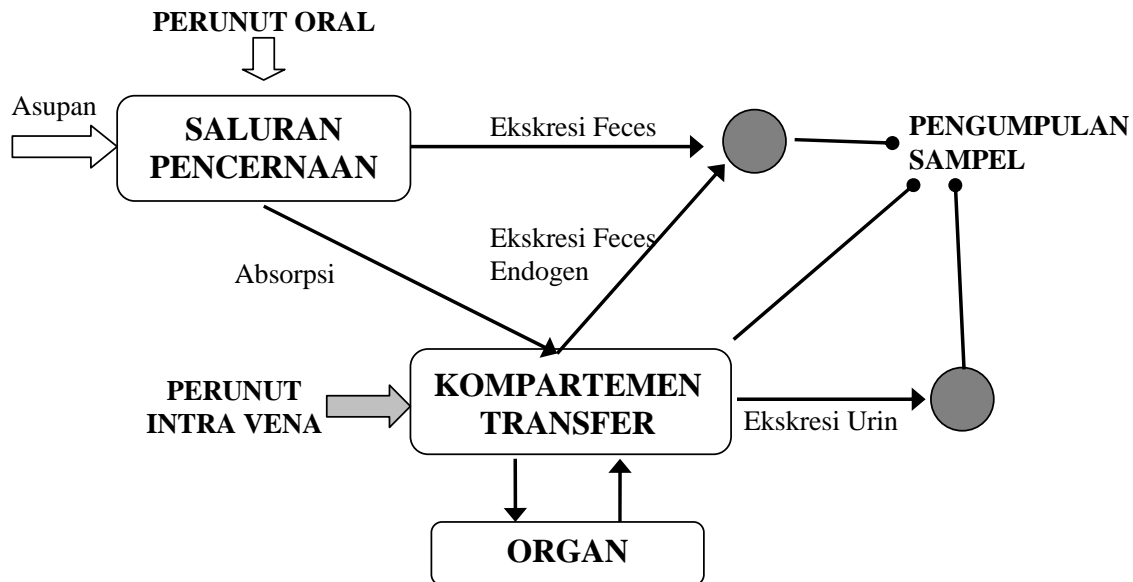 PERUNUT ORAL
Asupan
SALURAN
PENCERNAAN
Ekskresi Feces
PENGUMPULAN
SAMPEL
Absorpsi
Ekskresi Feces
Endogen
PERUNUT
INTRA VENA
KOMPARTEMEN
TRANSFER
Ekskresi Urin
ORGAN